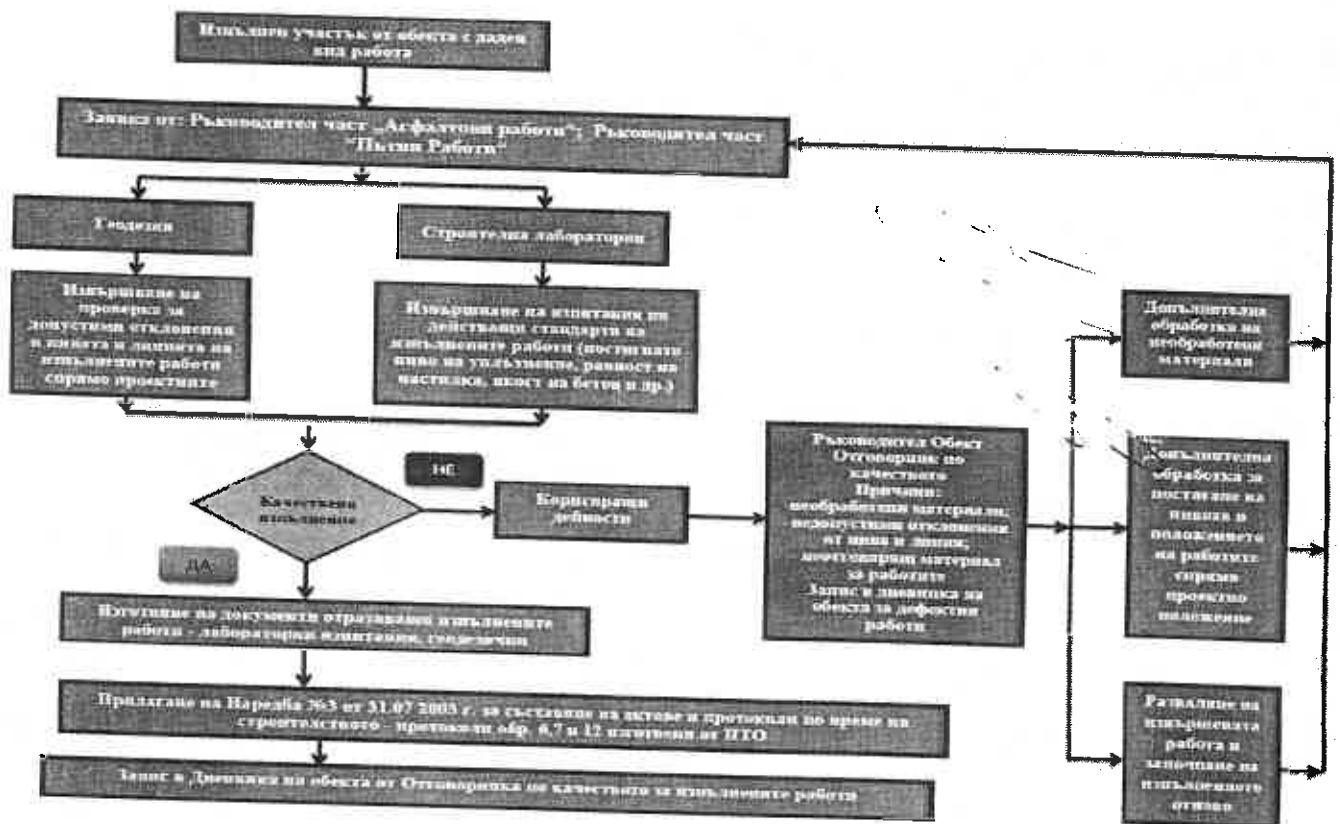 Изпълнен участък от обекта с даден
вид работа
Заявка от: Ръководител част „Асфалтови работи“; Ръководител част
"Пътни Работи"
Геодезия
Строителна лаборатория
Извършване на
проверка за
допустими отклонения
в нивата и линията на
изпълнените работи
спрямо проектните
Извършване на изпитания по
действащи стандарти на
изпълнените работи (постигнато
ниво на уплътнение, равност на
настилка, якост на бетон и др.)
Качествено
изпълнение
НЕ
ДА
Коригиращи
дейности
Ръководител Обект
Отговорник по
качеството
Причини:
необработени материали;
недопустими отклонения
от нива и линия;
материал
за работите
Запис в дневника на
обекта за дефектни
работи
Допълнителна
обработка на
необработени
материали
Допълнителна
обработка за
постигане на
нивата и
положението
на работите
спрямо
проектно
положение
Разваляне на
извършената
работа и
започване на
изпълнението
отново
Изготвяне на документи отразяващи изпълнените
работи - лабораторни изпитания, геодезични
Прилагане на Наредба №3 от 31.07 2003 г. за съставяне на актове и протоколи по време на
строителството - протоколи обр. 6,7 и 12 изготвени от ПТО
Запис в Дневника на обекта от Отговорника по качеството за изпълнените работи